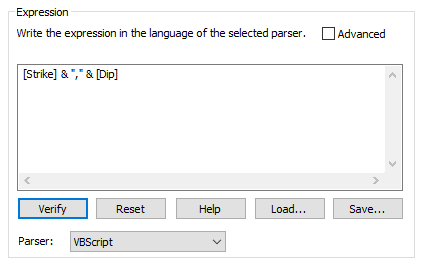 Expression
Write the expression in the language of the selected parser.
Advanced
[Strike] & "," & [Dip]
Verify
Reset
Help
Load...
Save...
Parser:
VBScript